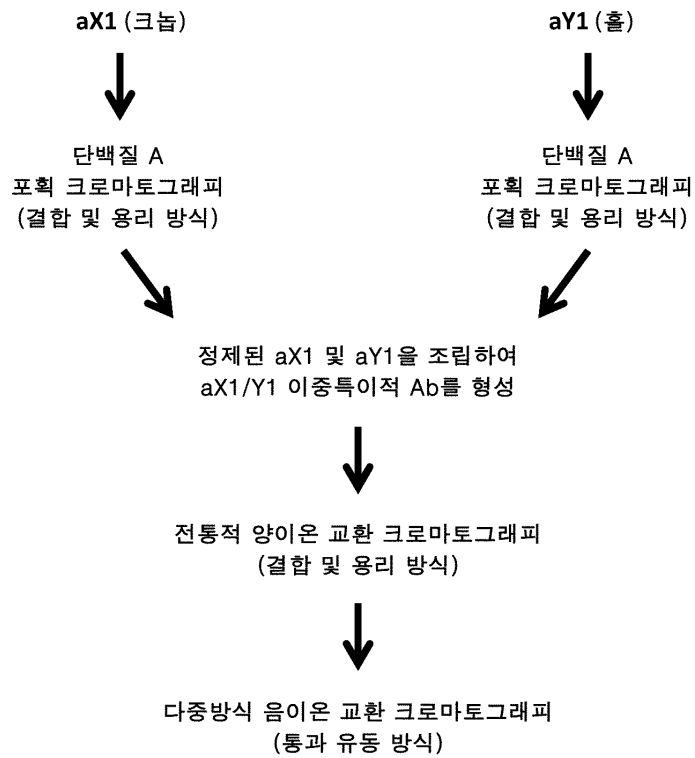 aX1 (크놉)
aY1 (홀)
단백질 A
포획 크로마토그래피
(결합 및 용리 방식)
단백질 A
포획 크로마토그래피
(결합 및 용리 방식)
정제된 aX1 및 aY1을 조립하여
aX1/Y1 이중특이적 Ab를 형성
전통적 양이온 교환 크로마토그래피
(결합 및 용리 방식)
다중방식 음이온 교환 크로마토그래피
(통과 유동 방식)